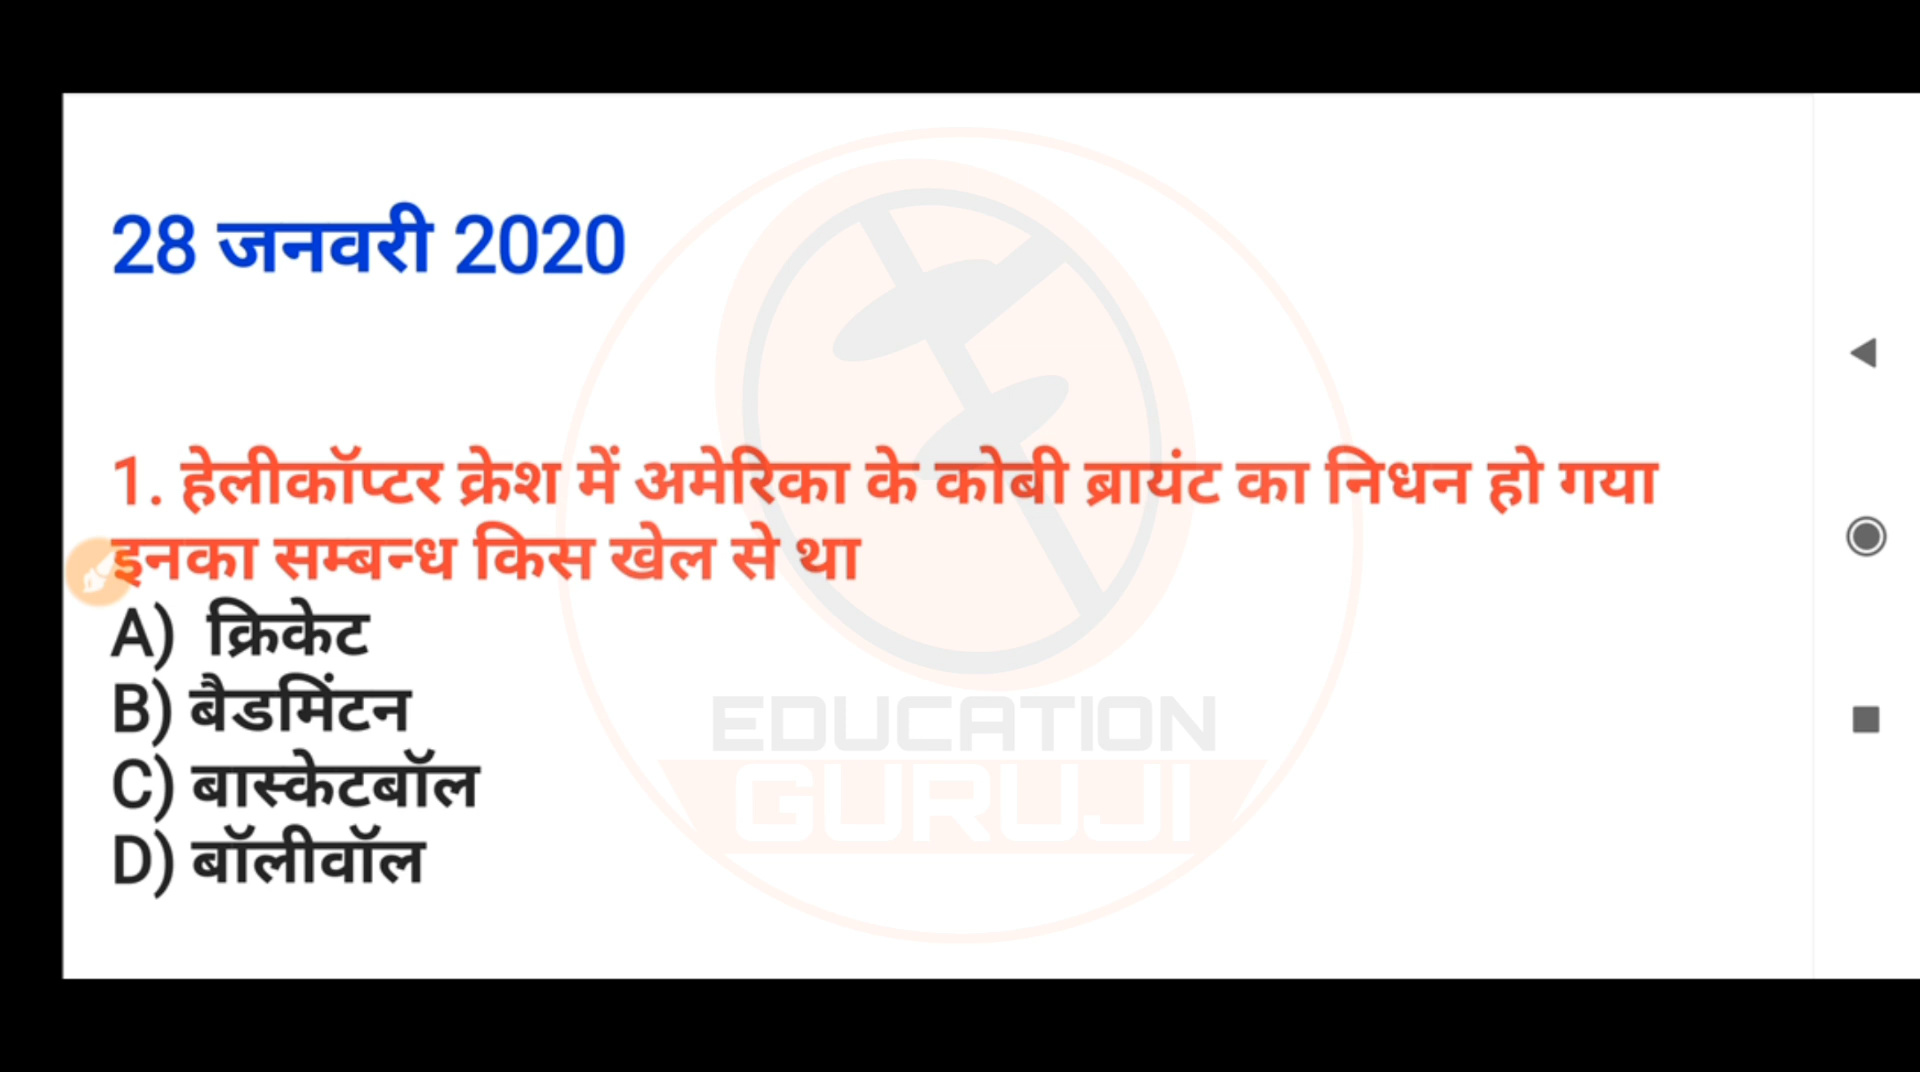 28 जनवरी 2020
1. हेलीकॉप्टर क्रेश में अमेरिका के कोबी ब्रायंट का निधन हो गया
इनका सम्बन्ध किस खेल से था
A) क्रिकेट
B) बैडमिंटन
C) बास्केटबॉल
D) बॉलीवॉल
EDUCATION
GURUJI